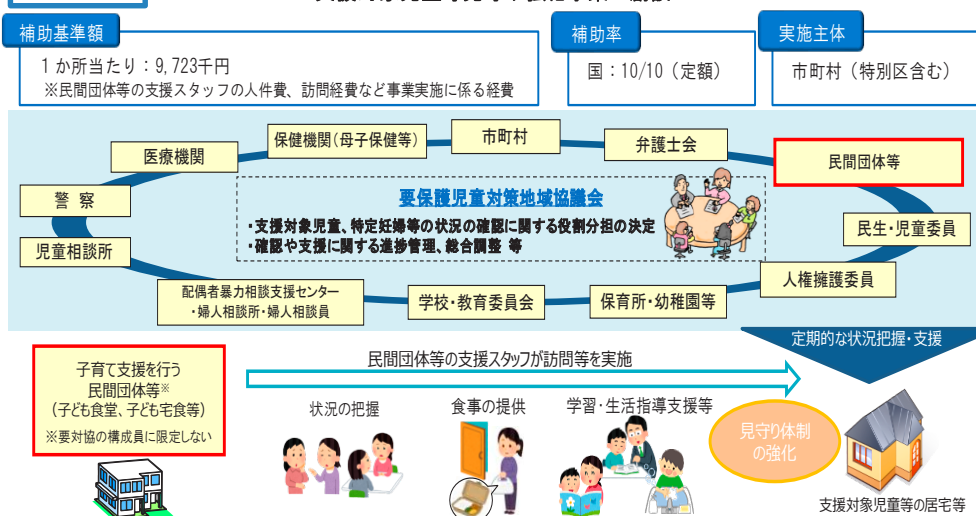 補助基準額
1か所当たり：9,723千円
※民間団体等の支援スタッフの人件費、訪問経費など事業実施に係る経費
補助率
国：10/10（定額）
実施主体
市町村（特別区含む）
保健機関（母子保健等）
市町村
弁護士会
医療機関
民間団体等
警 察
民生・児童委員
児童相談所
人権擁護委員
配偶者暴力相談支援センター
・婦人相談所・婦人相談員
学校・教育委員会
保育所・幼稚園等
要保護児童対策地域協議会
・支援対象児童、特定妊婦等の状況の確認に関する役割分担の決定
・確認や支援に関する進捗管理、総合調整 等
定期的な状況把握・支援
子育て支援を行う
民間団体等※
（子ども食堂、子ども宅食等）
※要対協の構成員に限定しない
民間団体等の支援スタッフが訪問等を実施
状況の把握
食事の提供
学習・生活指導支援等
見守り体制
の強化
支援対象児童等の居宅等